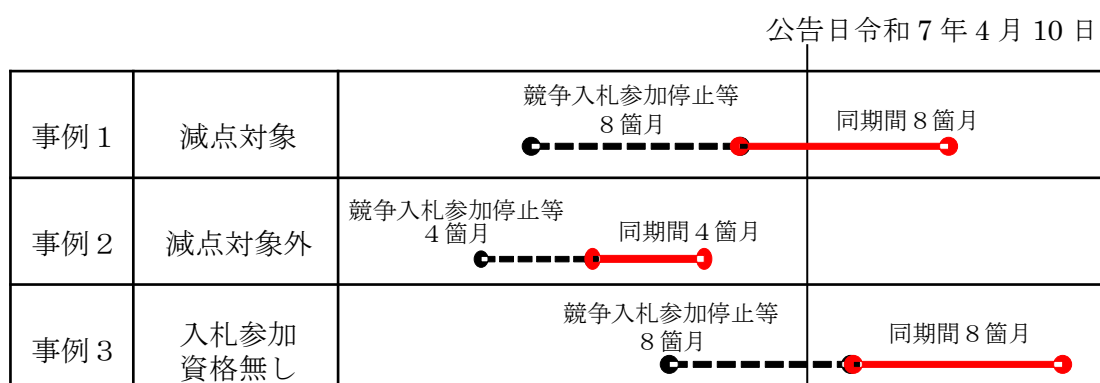 公告日令和7年4月10日
事例1
減点対象
競争入札参加停止等
8箇月
同期間8箇月
事例2
減点対象外
競争入札参加停止等
4箇月
同期間4箇月
事例3
入札参加
資格無し
競争入札参加停止等
8箇月
同期間8箇月